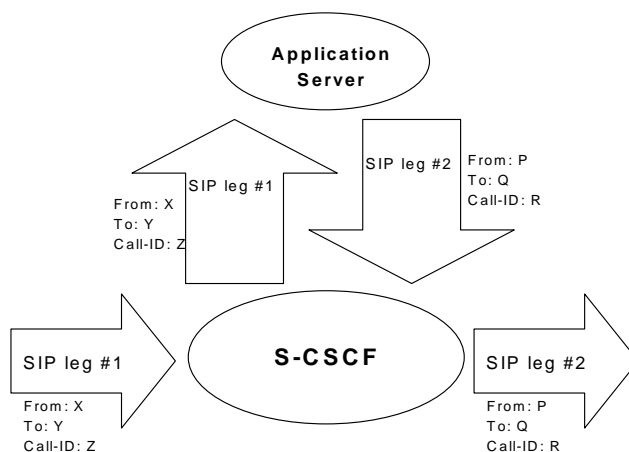 Application
Server
SIP leg #1
From: X
To: Y
Call-ID: Z
SIP leg #2
From: P
To: Q
Call-ID: R
S-CSCF
SIP leg #1
From: X
To: Y
Call-ID: Z
SIP leg #2
From: P
To: Q
Call-ID: R